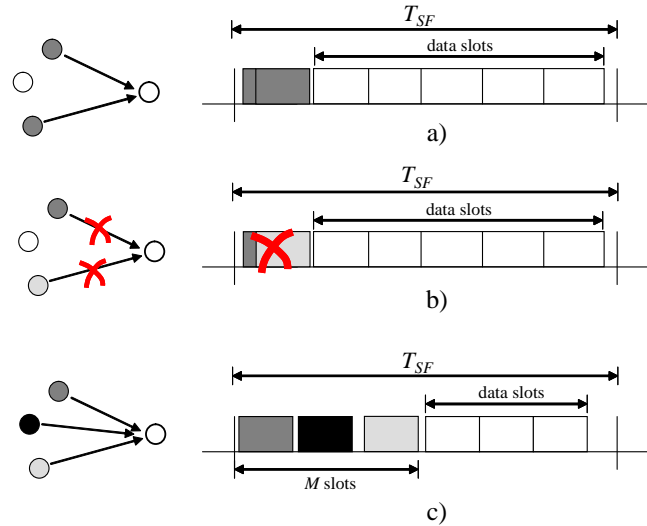 T_SF
data slots
a)
T_SF
data slots
b)
T_SF
data slots
M slots
c)